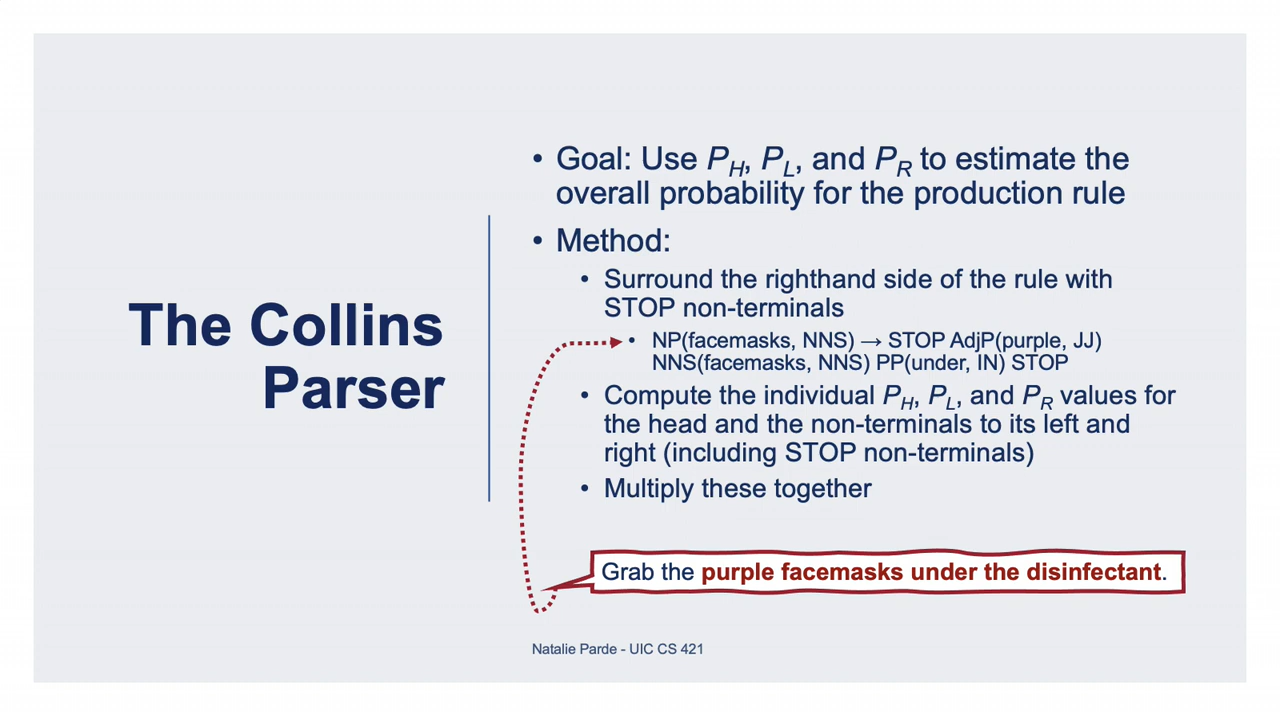 The Collins
Parser
• Goal: Use P_H, P_L, and P_R to estimate the
overall probability for the production rule
• Method:
• Surround the righthand side of the rule with
STOP non-terminals
• NP(facemasks, NNS) → STOP AdjP(purple, JJ)
NNS(facemasks, NNS) PP(under, IN) STOP
• Compute the individual P_H, P_L, and P_R values for
the head and the non-terminals to its left and
right (including STOP non-terminals)
• Multiply these together
Grab the purple facemasks under the disinfectant.
Natalie Parde - UIC CS 421